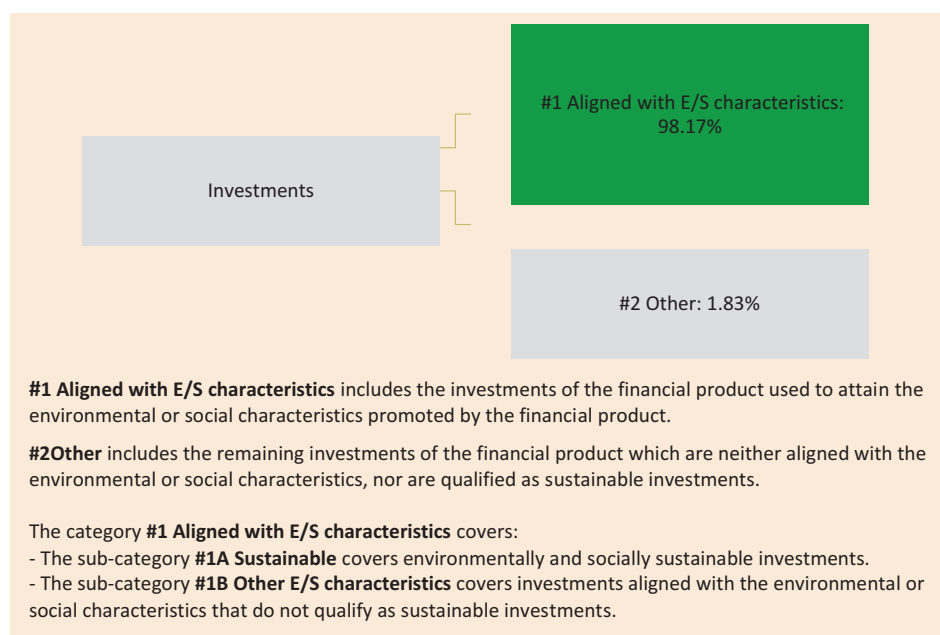 #1 Aligned with E/S characteristics:
98.17%
Investments
#2 Other: 1.83%
#1 Aligned with E/S characteristics includes the investments of the financial product used to attain the
environmental or social characteristics promoted by the financial product.
#2Other includes the remaining investments of the financial product which are neither aligned with the
environmental or social characteristics, nor are qualified as sustainable investments.
The category #1 Aligned with E/S characteristics covers:
- The sub-category #1A Sustainable covers environmentally and socially sustainable investments.
- The sub-category #1B Other E/S characteristics covers investments aligned with the environmental or
social characteristics that do not qualify as sustainable investments.